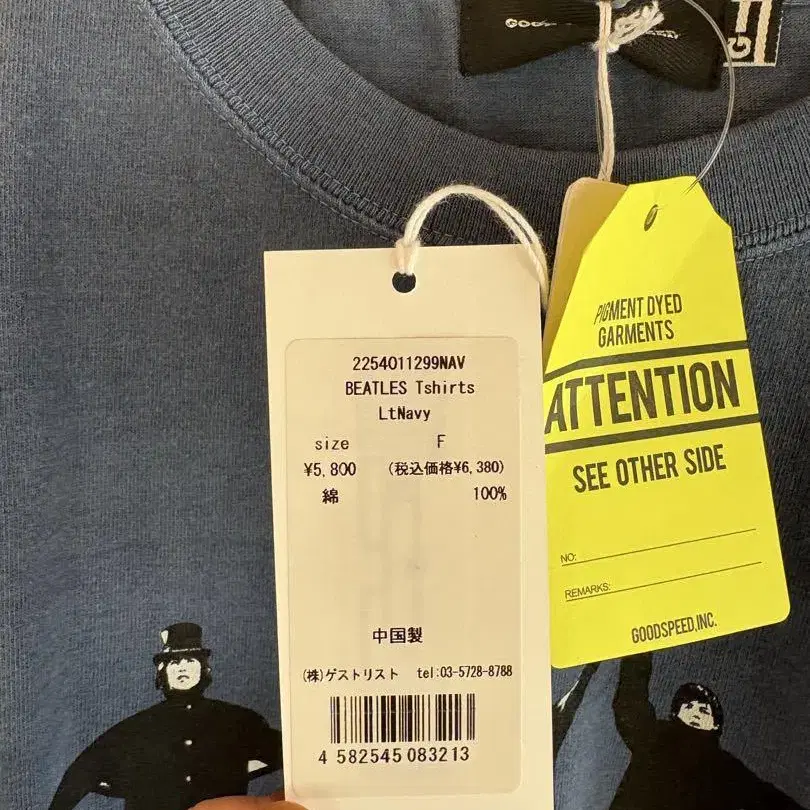 2254011299NAV
BEATLES Tshirts
LtNavy
size F
¥5,800 (税込価格¥6,380)
綿 100%
中国製
(株)ゲストリスト tel:03-5728-8788
4 582545 083213
PIGMENT DYED
GARMENTS
ATTENTION
SEE OTHER SIDE
NO:
REMARKS:
GOODSPEED,INC.